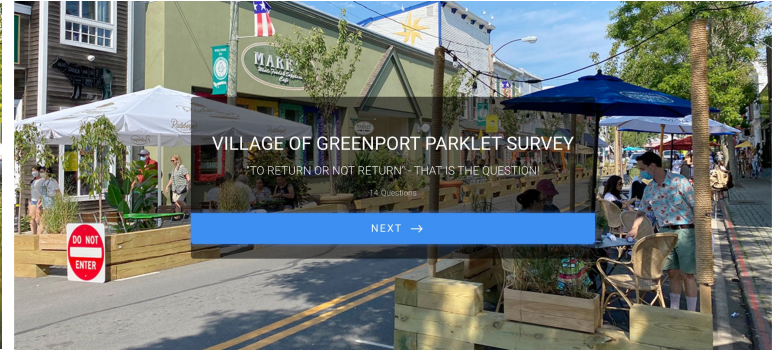 MARKE
VILLAGE OF GREENPORT PARKLET SURVEY
"TO RETURN OR NOT RETURN" - THAT IS THE QUESTION!
14 Questions
NEXT →
DO NOT
ENTER